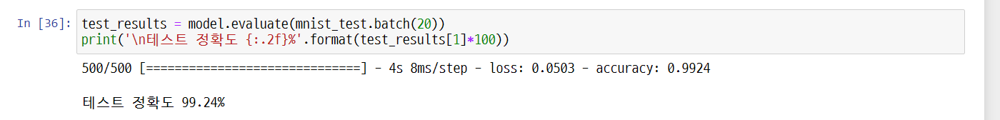 In [36]: test_results = model.evaluate(mnist_test.batch(20))
print('\n테스트 정확도 {:.2f}%'.format(test_results[1]*100))
500/500 [==============================] - 4s 8ms/step - loss: 0.0503 - accuracy: 0.9924
테스트 정확도 99.24%